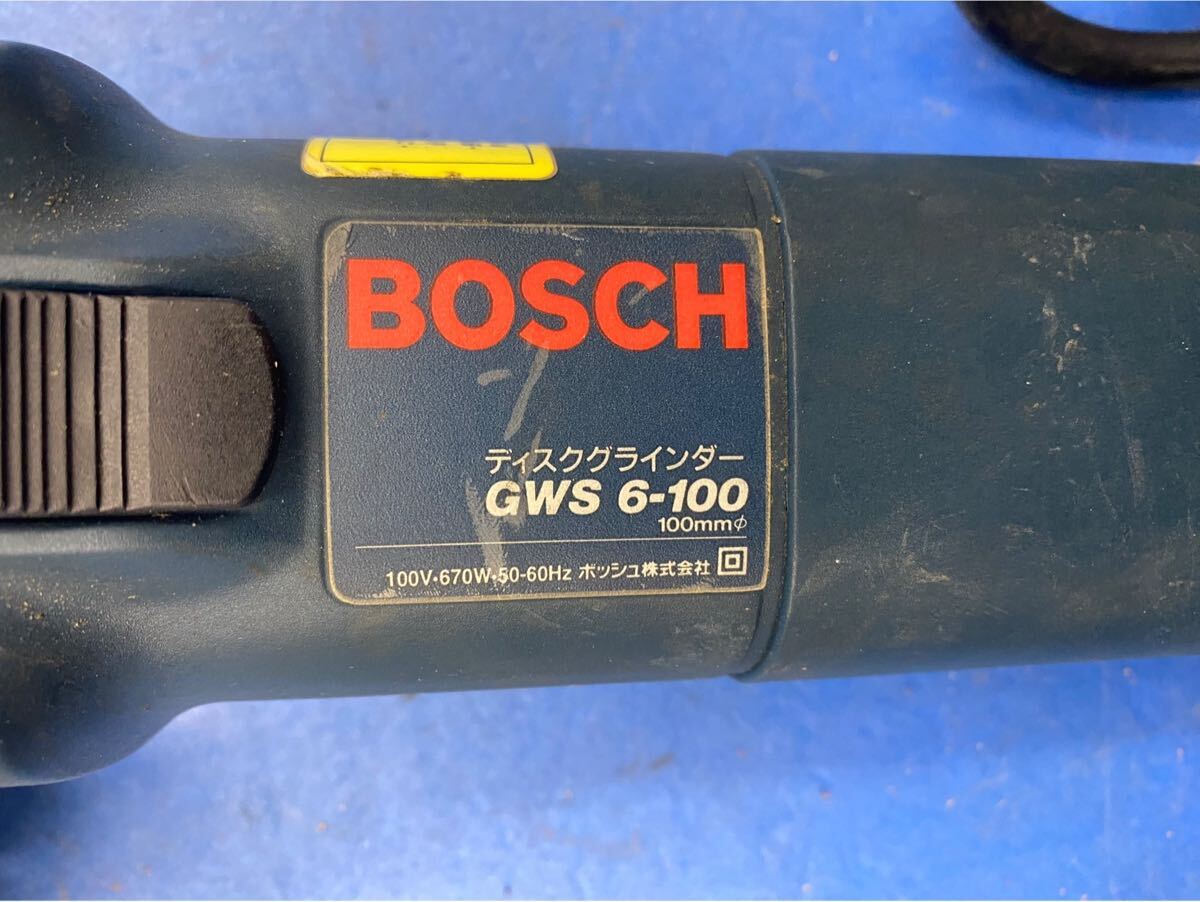 BOSCH
ディスクグラインダー
GWS 6-100
100mmφ
100V・670W・50-60Hz ボッシュ株式会社